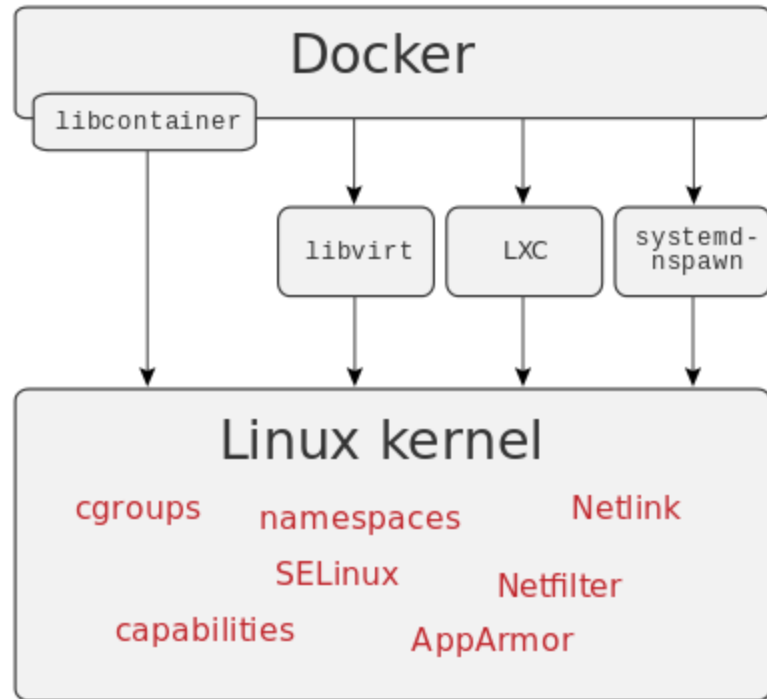 Docker
libcontainer
libvirt
LXC
systemd-
nspawn
Linux kernel
cgroups
namespaces
Netlink
SELinux
Netfilter
capabilities
AppArmor